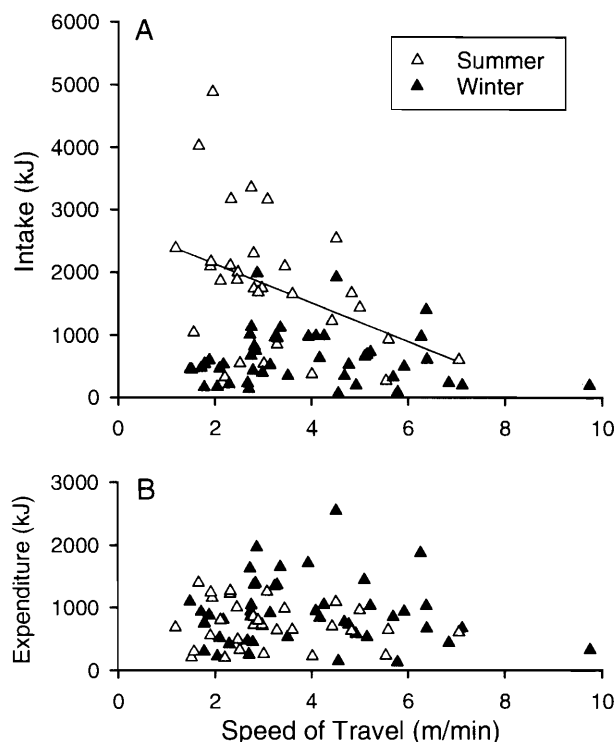 A
6000
5000
4000
3000
2000
1000
0
Intake (kJ)
Summer
Winter
0 2 4 6 8 10
B
3000
2000
1000
0
Expenditure (kJ)
0 2 4 6 8 10
Speed of Travel (m/min)